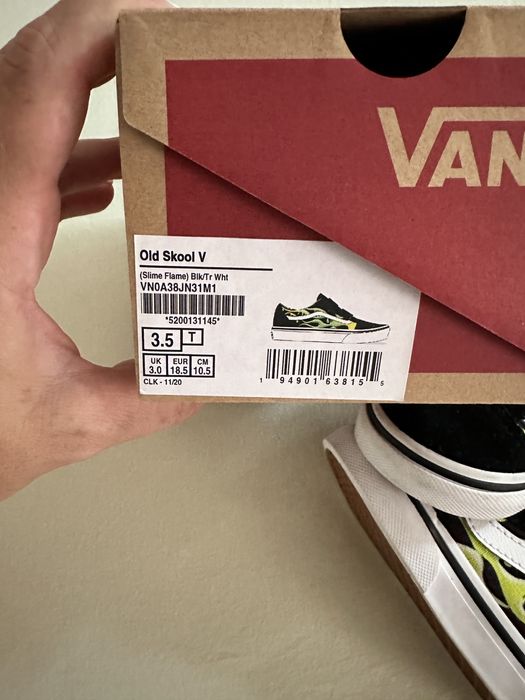 VAN
Old Skool V
(Slime Flame) Blk/Tr Wht
VN0A38JN31M1
*5200131145*
3.5 T
UK EUR CM
3.0 18.5 10.5
CLK - 11/20
1 94901 63815 5